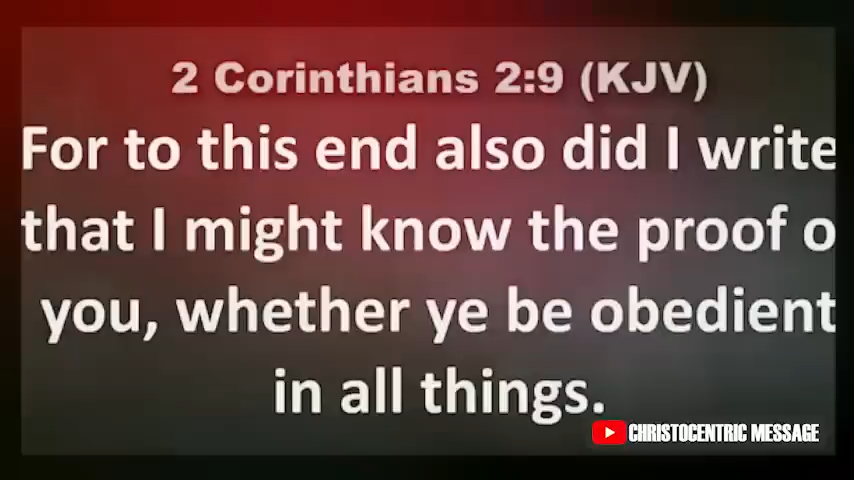 2 Corinthians 2:9 (KJV)
For to this end also did I write
that I might know the proof o
you, whether ye be obedient
in all things.
CHRISTOCENTRIC MESSAGE